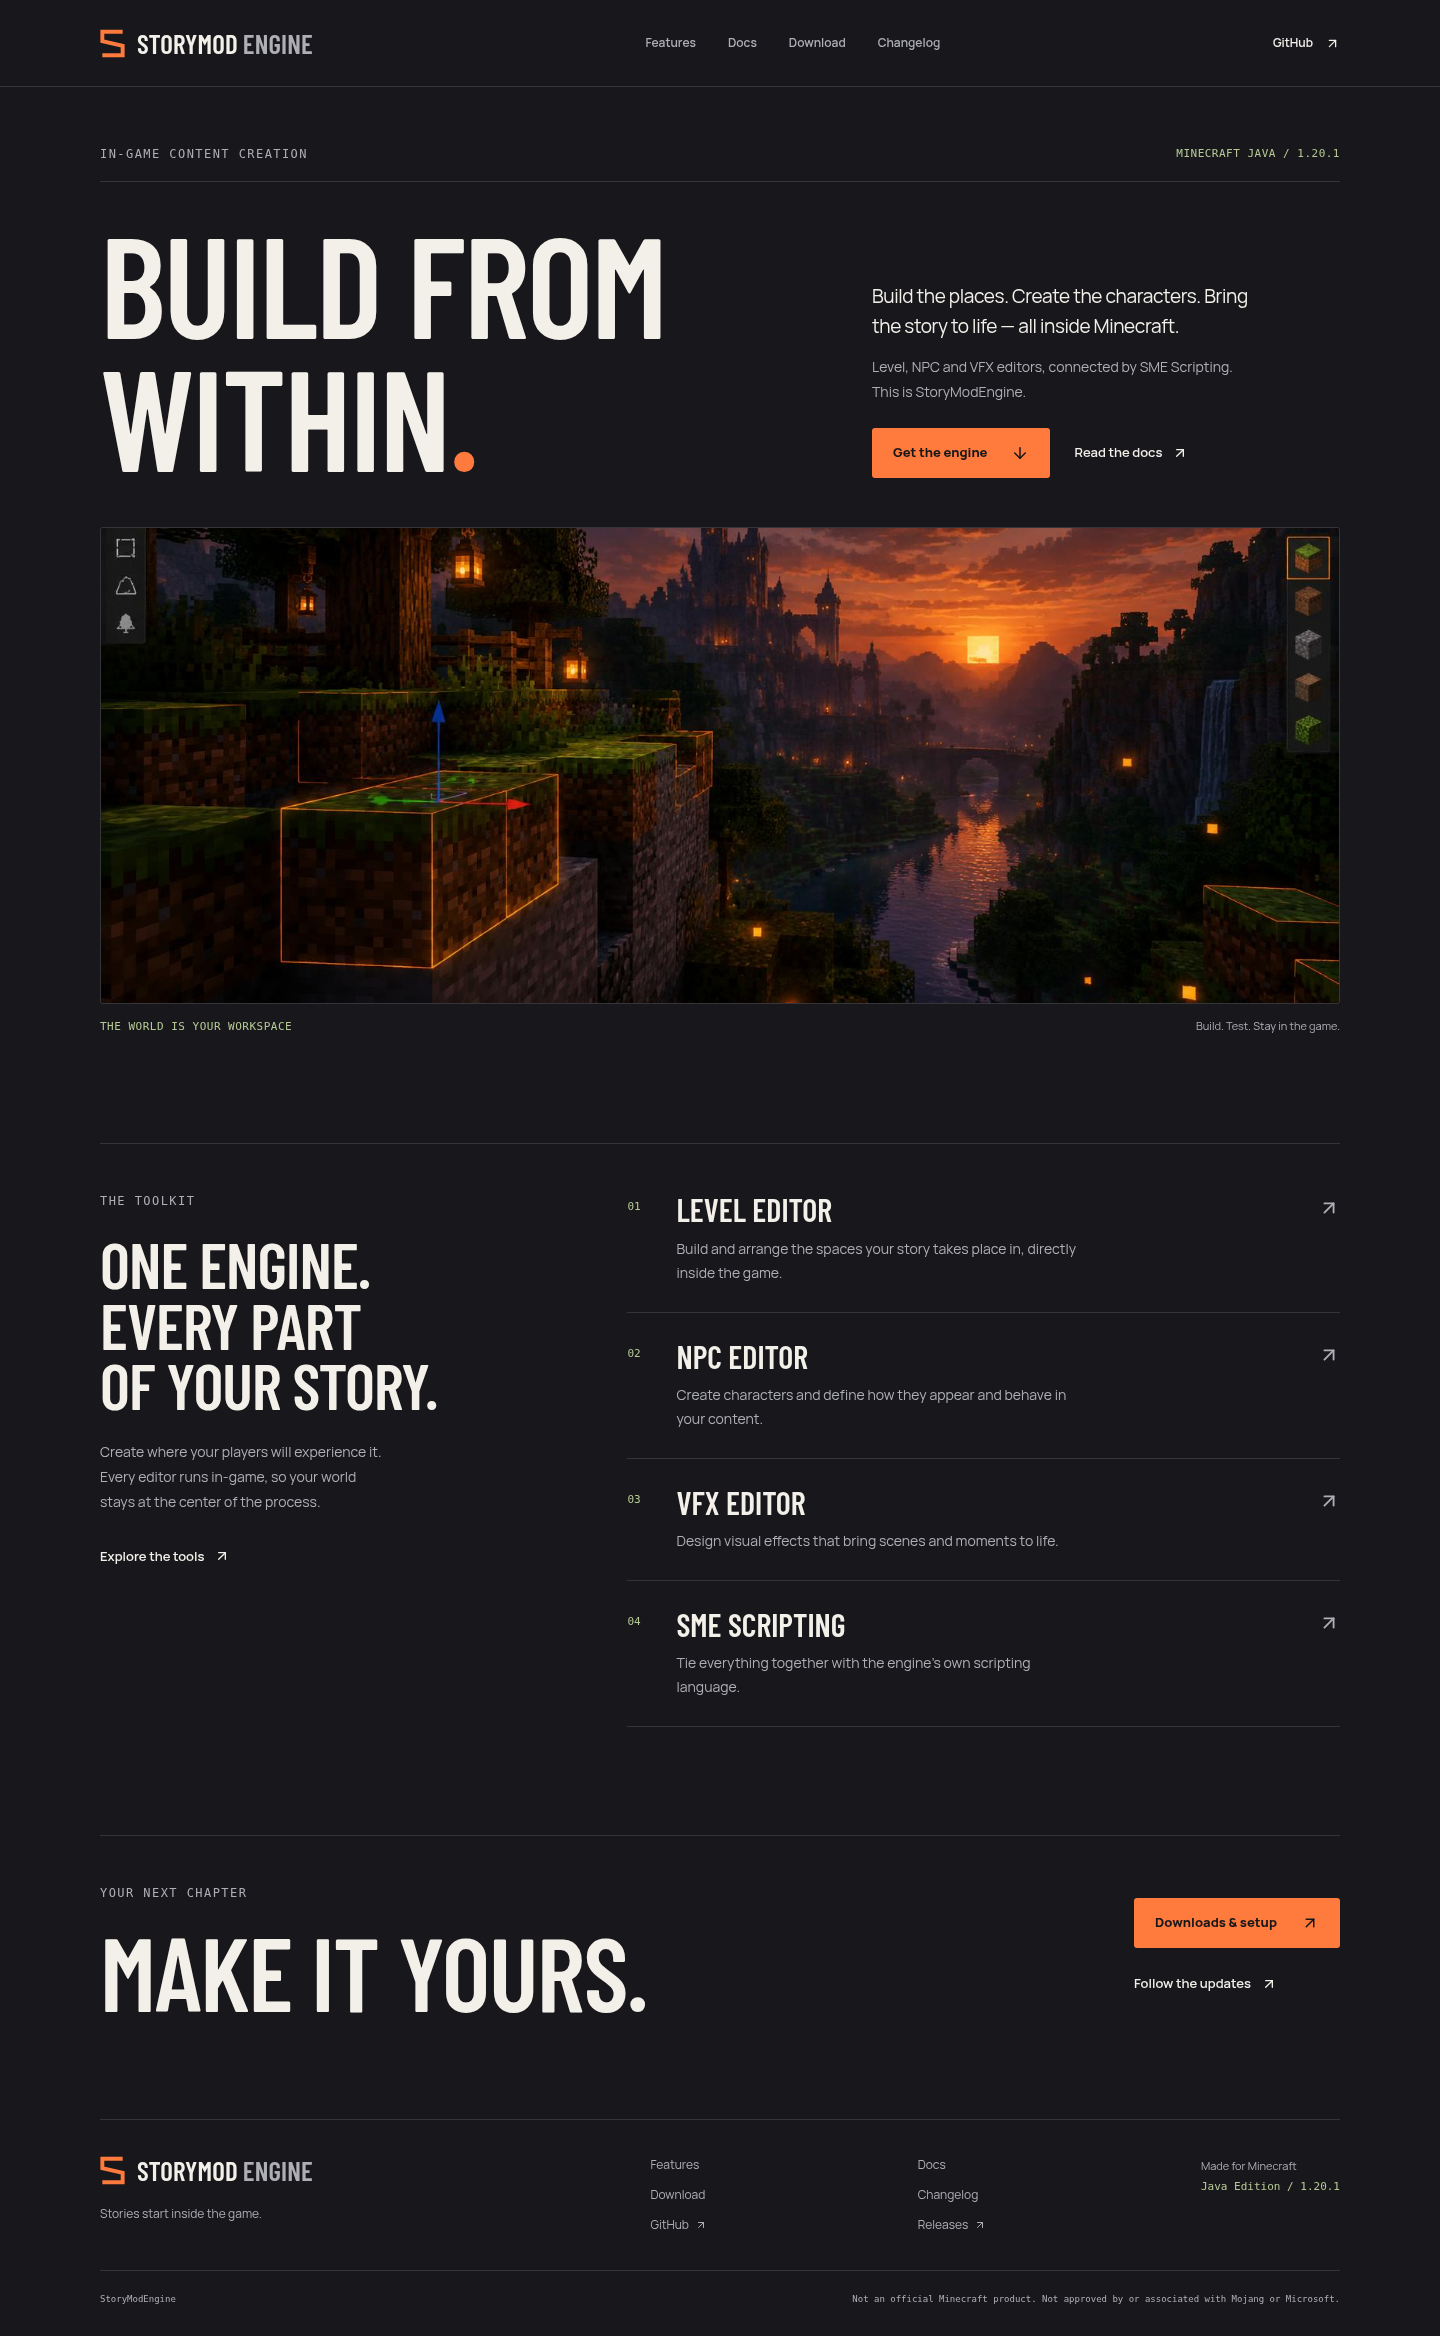 STORYMOD ENGINE
Features
Docs
Download
Changelog
GitHub
IN-GAME CONTENT CREATION
MINECRAFT JAVA / 1.20.1
BUILD FROM
WITHIN.
Build the places. Create the characters. Bring
the story to life — all inside Minecraft.
Level, NPC and VFX editors, connected by SME Scripting.
This is StoryModEngine.
Get the engine
Read the docs
THE WORLD IS YOUR WORKSPACE
Build. Test. Stay in the game.
THE TOOLKIT
ONE ENGINE.
EVERY PART
OF YOUR STORY.
Create where your players will experience it.
Every editor runs in-game, so your world
stays at the center of the process.
Explore the tools
01
LEVEL EDITOR
Build and arrange the spaces your story takes place in, directly
inside the game.
02
NPC EDITOR
Create characters and define how they appear and behave in
your content.
03
VFX EDITOR
Design visual effects that bring scenes and moments to life.
04
SME SCRIPTING
Tie everything together with the engine's own scripting
language.
YOUR NEXT CHAPTER
MAKE IT YOURS.
Downloads & setup
Follow the updates
STORYMOD ENGINE
Stories start inside the game.
Features
Download
GitHub
Docs
Changelog
Releases
Made for Minecraft
Java Edition / 1.20.1
StoryModEngine
Not an official Minecraft product. Not approved by or associated with Mojang or Microsoft.